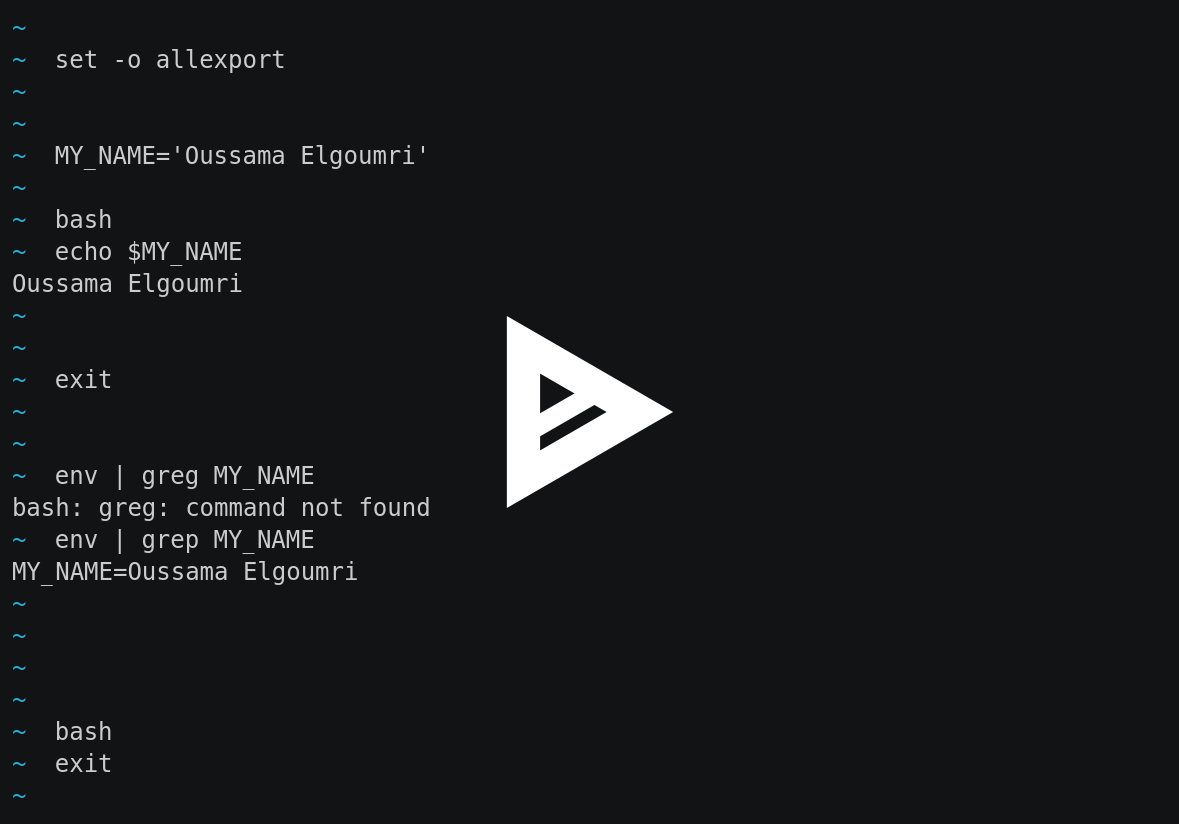 ~
~  set -o allexport
~
~
~  MY_NAME='Oussama Elgoumri'
~
~  bash
~  echo $MY_NAME
Oussama Elgoumri
~
~
~  exit
~
~
~  env | greg MY_NAME
bash: greg: command not found
~  env | grep MY_NAME
MY_NAME=Oussama Elgoumri
~
~
~
~
~  bash
~  exit
~